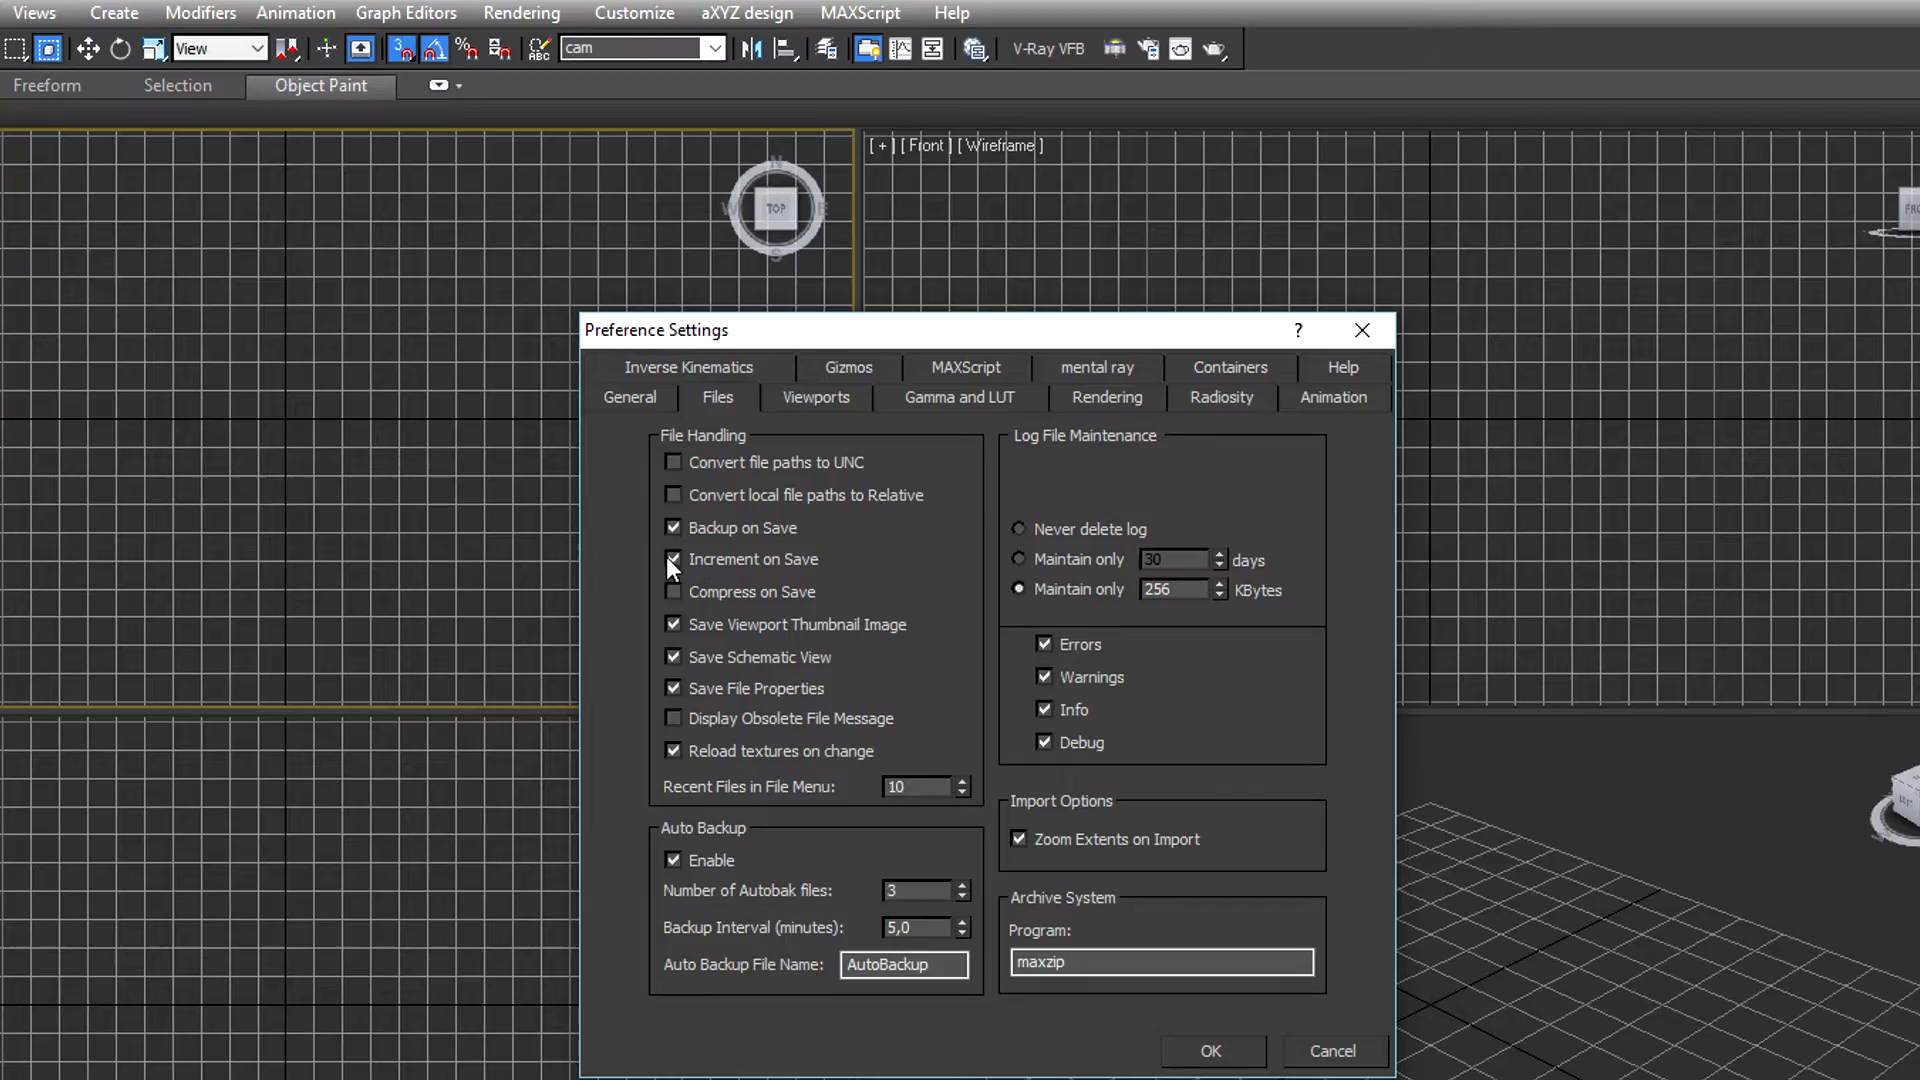 Views Create Modifiers Animation Graph Editors Rendering Customize aXYZ design MAXScript Help
View 3 ABC cam V-Ray VFB
Freeform Selection Object Paint
[ + ] [ Front ] [ Wireframe ]
N
W TOP E
S
Preference Settings ?
Inverse Kinematics Gizmos MAXScript mental ray Containers Help
General Files Viewports Gamma and LUT Rendering Radiosity Animation
File Handling
Convert file paths to UNC
Convert local file paths to Relative
Backup on Save
Increment on Save
Compress on Save
Save Viewport Thumbnail Image
Save Schematic View
Save File Properties
Display Obsolete File Message
Reload textures on change
Recent Files in File Menu: 10
Auto Backup
Enable
Number of Autobak files: 3
Backup Interval (minutes): 5,0
Auto Backup File Name: AutoBackup
Log File Maintenance
Never delete log
Maintain only 30 days
Maintain only 256 KBytes
Errors
Warnings
Info
Debug
Import Options
Zoom Extents on Import
Archive System
Program:
maxzip
OK Cancel